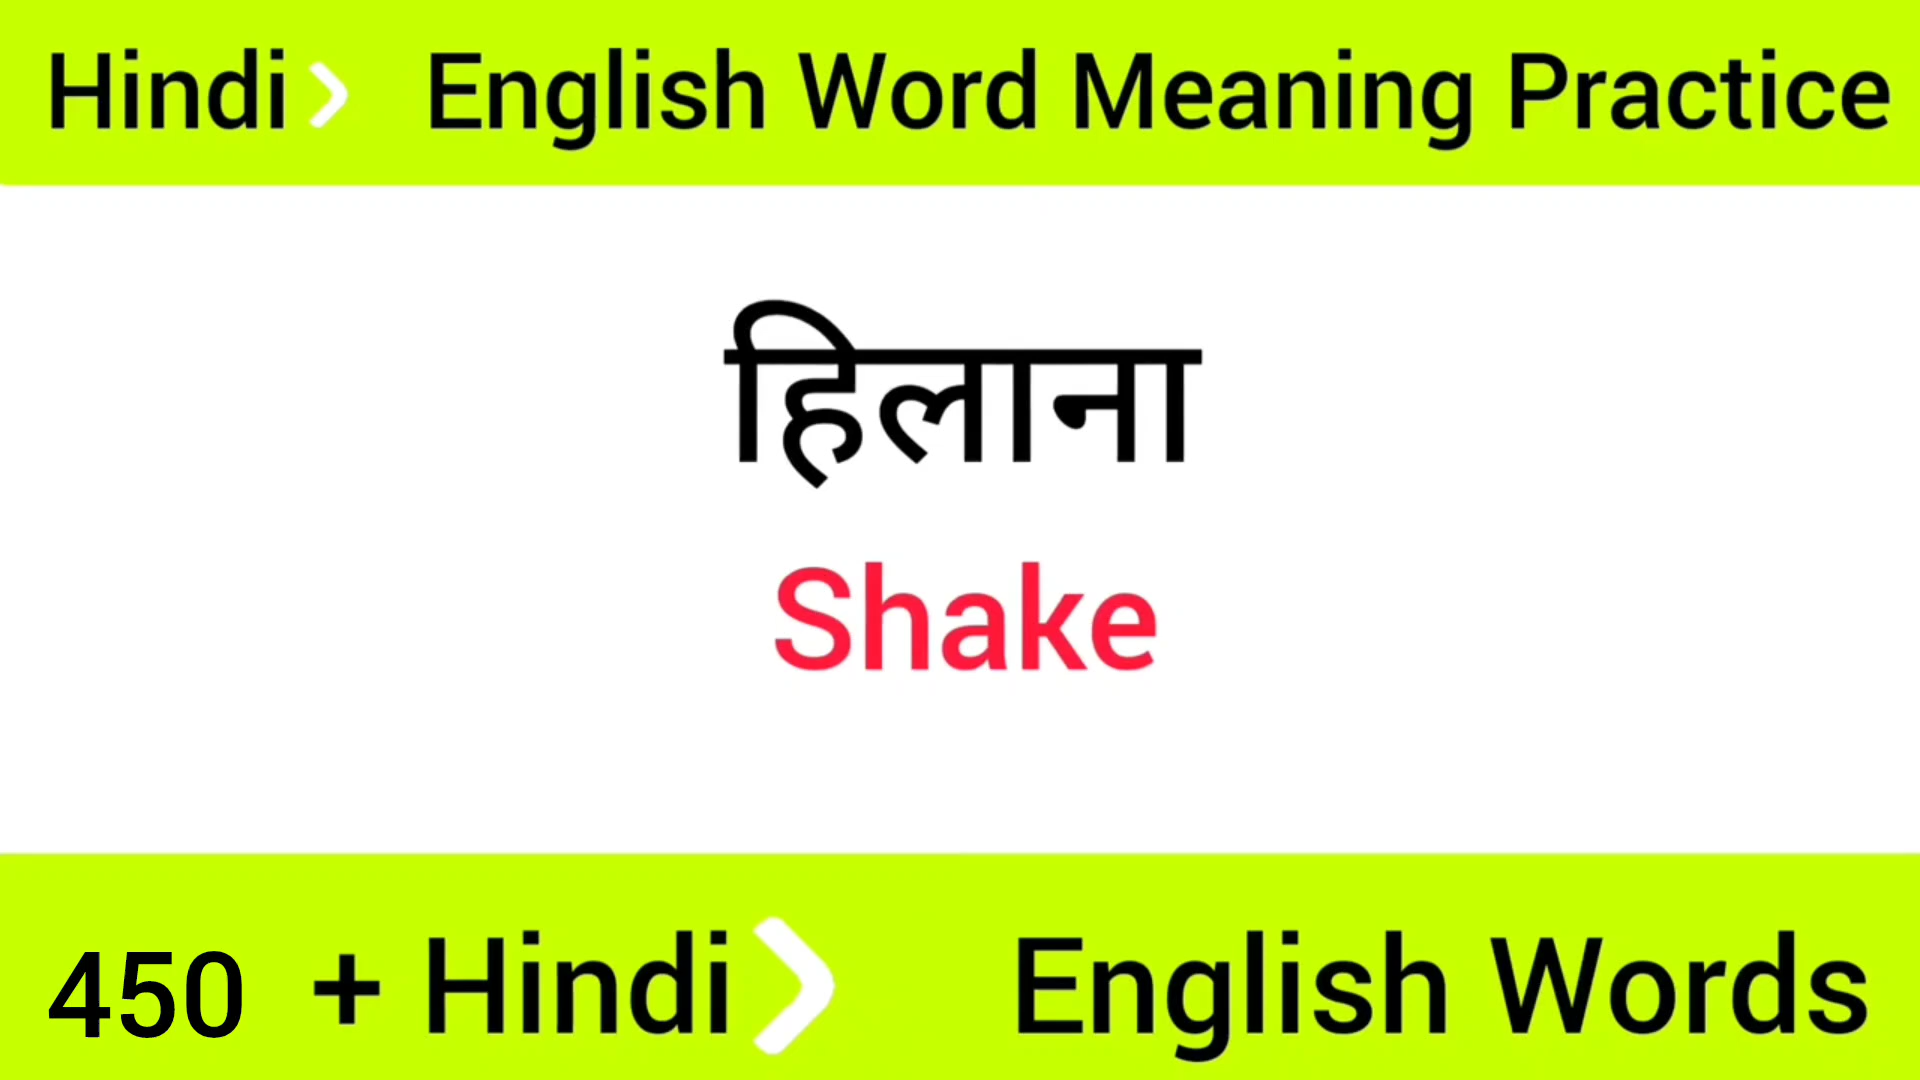 Hindi > English Word Meaning Practice
हिलाना
Shake
450 + Hindi > English Words